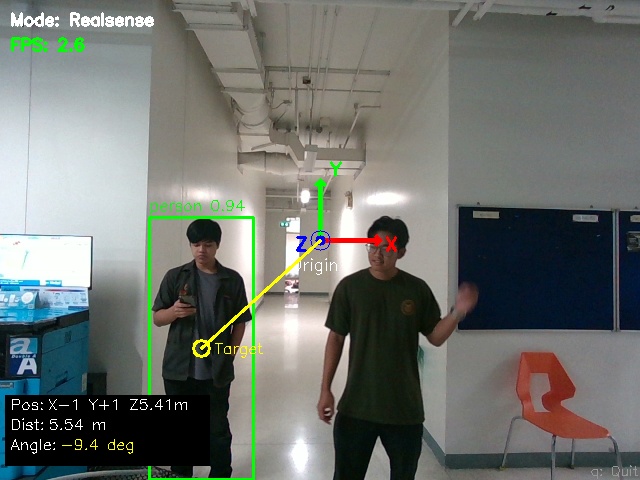 Mode: Realsense
FPS: 2.6
Y
person 0.94
Z
X
Origin
Target
a
A
Pos: X-1 Y+1 Z5.41m
Dist: 5.54 m
Angle: -9.4 deg
q: Quit